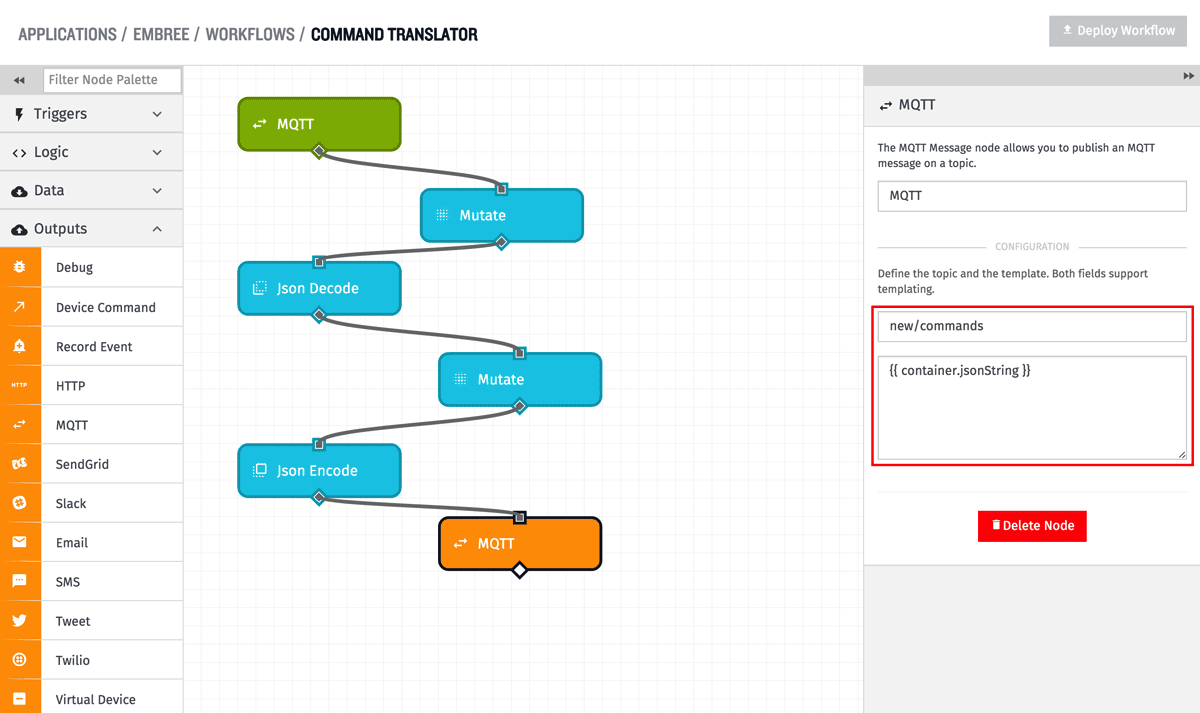 APPLICATIONS / EMBREE / WORKFLOWS / COMMAND TRANSLATOR
Deploy Workflow
Filter Node Palette
Triggers
Logic
Data
Outputs
Debug
Device Command
Record Event
HTTP
HTTP
MQTT
SendGrid
Slack
Email
SMS
Tweet
Twilio
Virtual Device
MQTT
Mutate
Json Decode
Mutate
Json Encode
MQTT
MQTT
The MQTT Message node allows you to publish an MQTT
message on a topic.
MQTT
CONFIGURATION
Define the topic and the template. Both fields support
templating.
new/commands
{{ container.jsonString }}
Delete Node